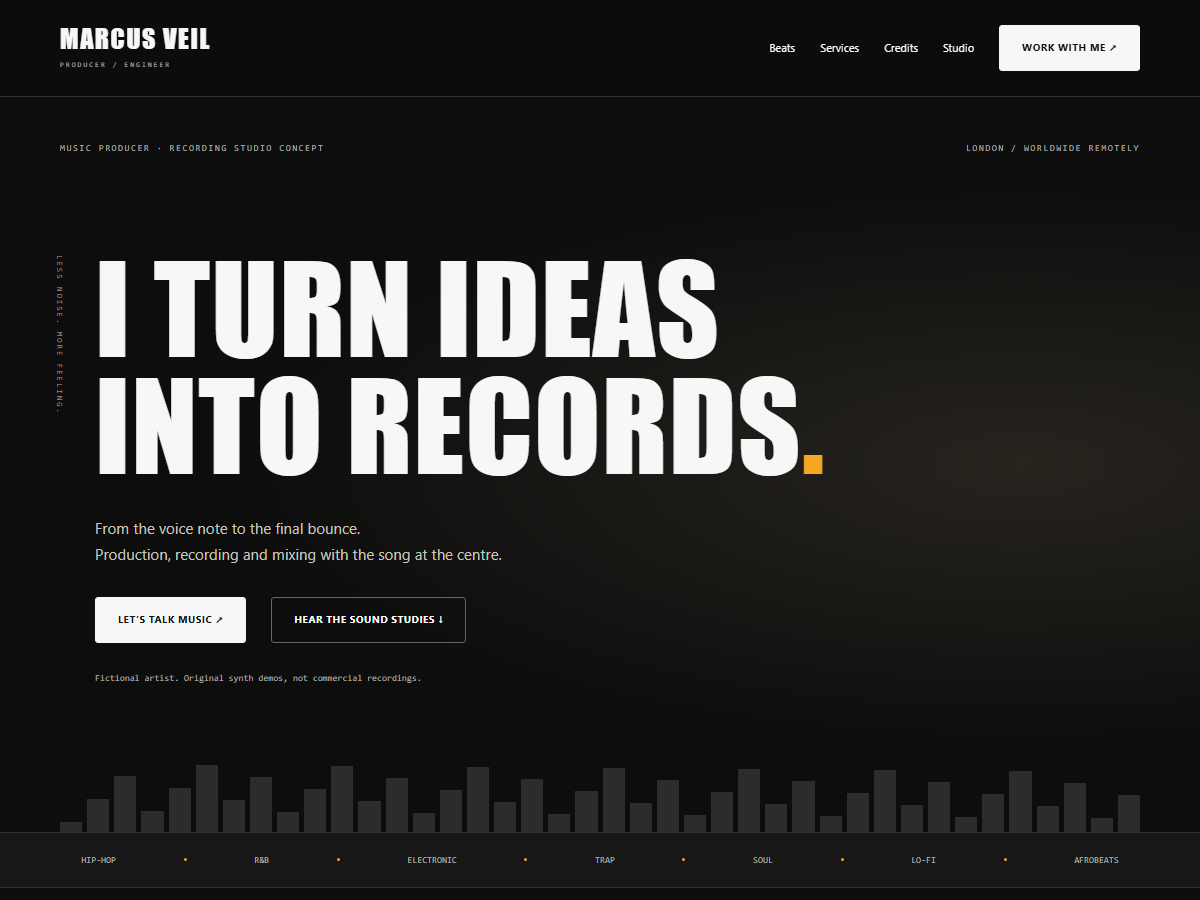 MARCUS VEIL
PRODUCER / ENGINEER
Beats
Services
Credits
Studio
WORK WITH ME ↗
MUSIC PRODUCER · RECORDING STUDIO CONCEPT
LONDON / WORLDWIDE REMOTELY
LESS NOISE. MORE FEELING.
I TURN IDEAS
INTO RECORDS.
From the voice note to the final bounce.
Production, recording and mixing with the song at the centre.
LET'S TALK MUSIC ↗
HEAR THE SOUND STUDIES ↓
Fictional artist. Original synth demos, not commercial recordings.
HIP-HOP • R&B • ELECTRONIC • TRAP • SOUL • LO-FI • AFROBEATS